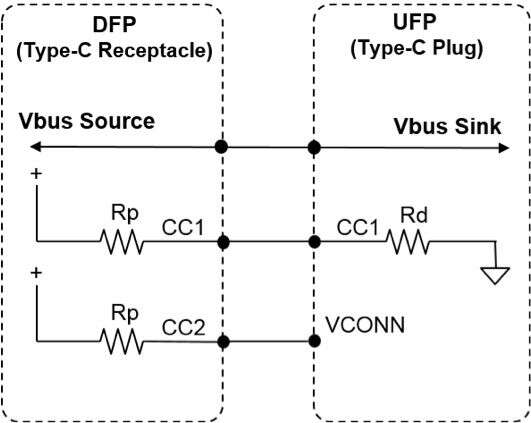 DFP
(Type-C Receptacle)
UFP
(Type-C Plug)
Vbus Source
Vbus Sink
+
Rp
CC1
CC1
Rd
+
Rp
CC2
VCONN